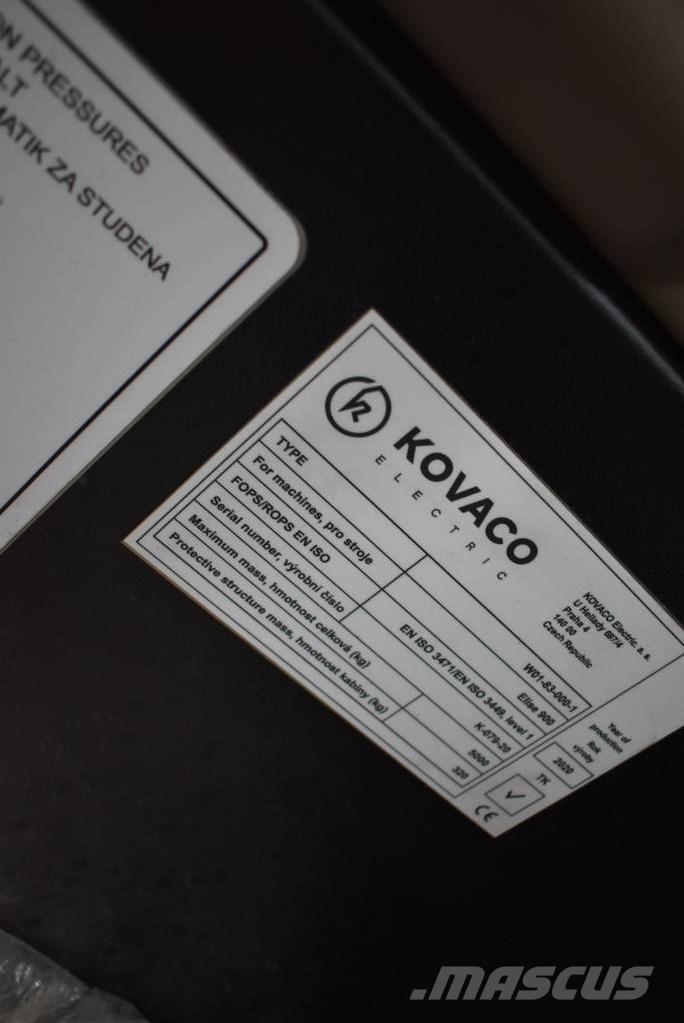 ON PRESSURES
ALT
MATIK ZA STUDENA
KOVACO
ELECTRIC
KOVACO Electric, a. s.
U Hellady 697/4
Praha 4
140 00
Czech Republic
TYPE W01-83-000-1
For machines, pro stroje Elise 900
FOPS/ROPS EN ISO EN ISO 3471/EN ISO 3449, level 1
Serial number, výrobní číslo K-079-20
Maximum mass, hmotnost celková (kg) 5000
Protective structure mass, hmotnost kabiny (kg) 320
Year of
production
Rok
výroby
2020
TK
✓
CE
.MASCUS